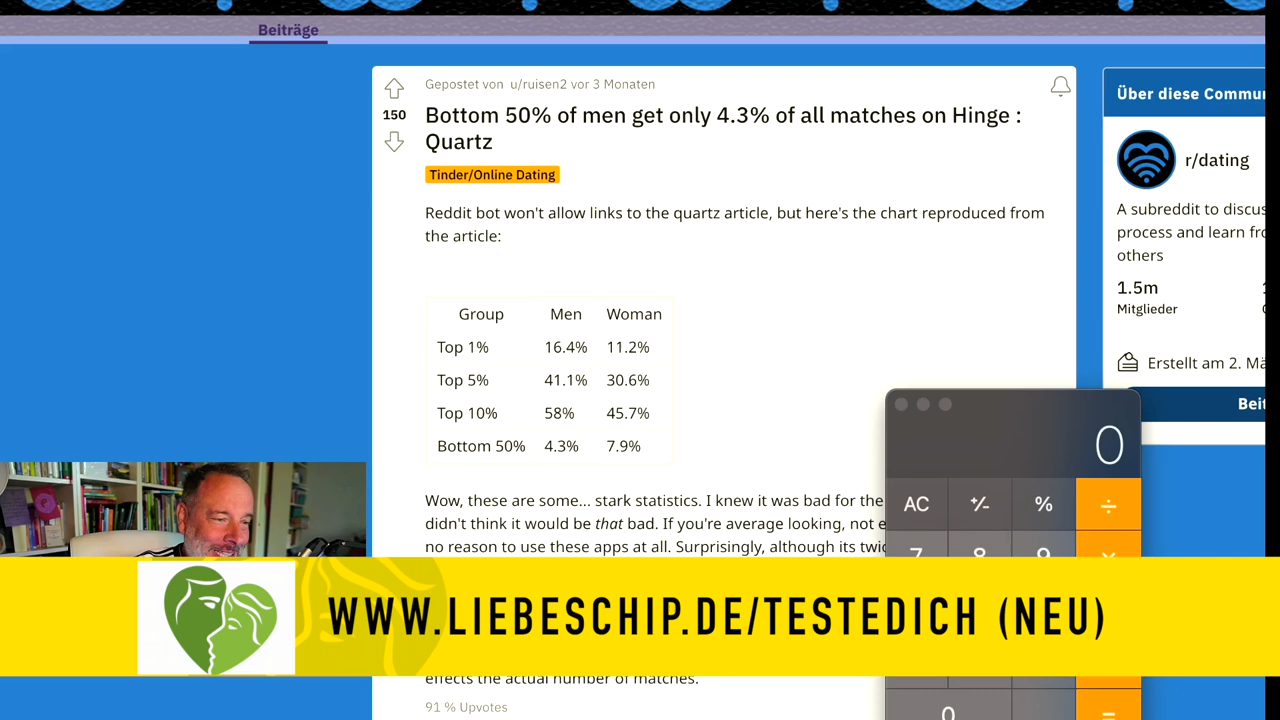 Beiträge
Gepostet von u/ruisen2 vor 3 Monaten
150
Bottom 50% of men get only 4.3% of all matches on Hinge :
Quartz
Tinder/Online Dating
Reddit bot won't allow links to the quartz article, but here's the chart reproduced from
the article:
Group Men Woman
Top 1% 16.4% 11.2%
Top 5% 41.1% 30.6%
Top 10% 58% 45.7%
Bottom 50% 4.3% 7.9%
Wow, these are some... stark statistics. I knew it was bad for the
didn't think it would be that bad. If you're average looking, not
no reason to use these apps at all. Surprisingly, although its
effects the actual number of matches.
91 % Upvotes
Über diese
r/dating
A subreddit to
process and learn
others
1.5m
Mitglieder
Erstellt am 2.
0
AC +/- % ÷
7 8 9 ×
0 =
WWW.LIEBESCHIP.DE/TESTEDICH (NEU)